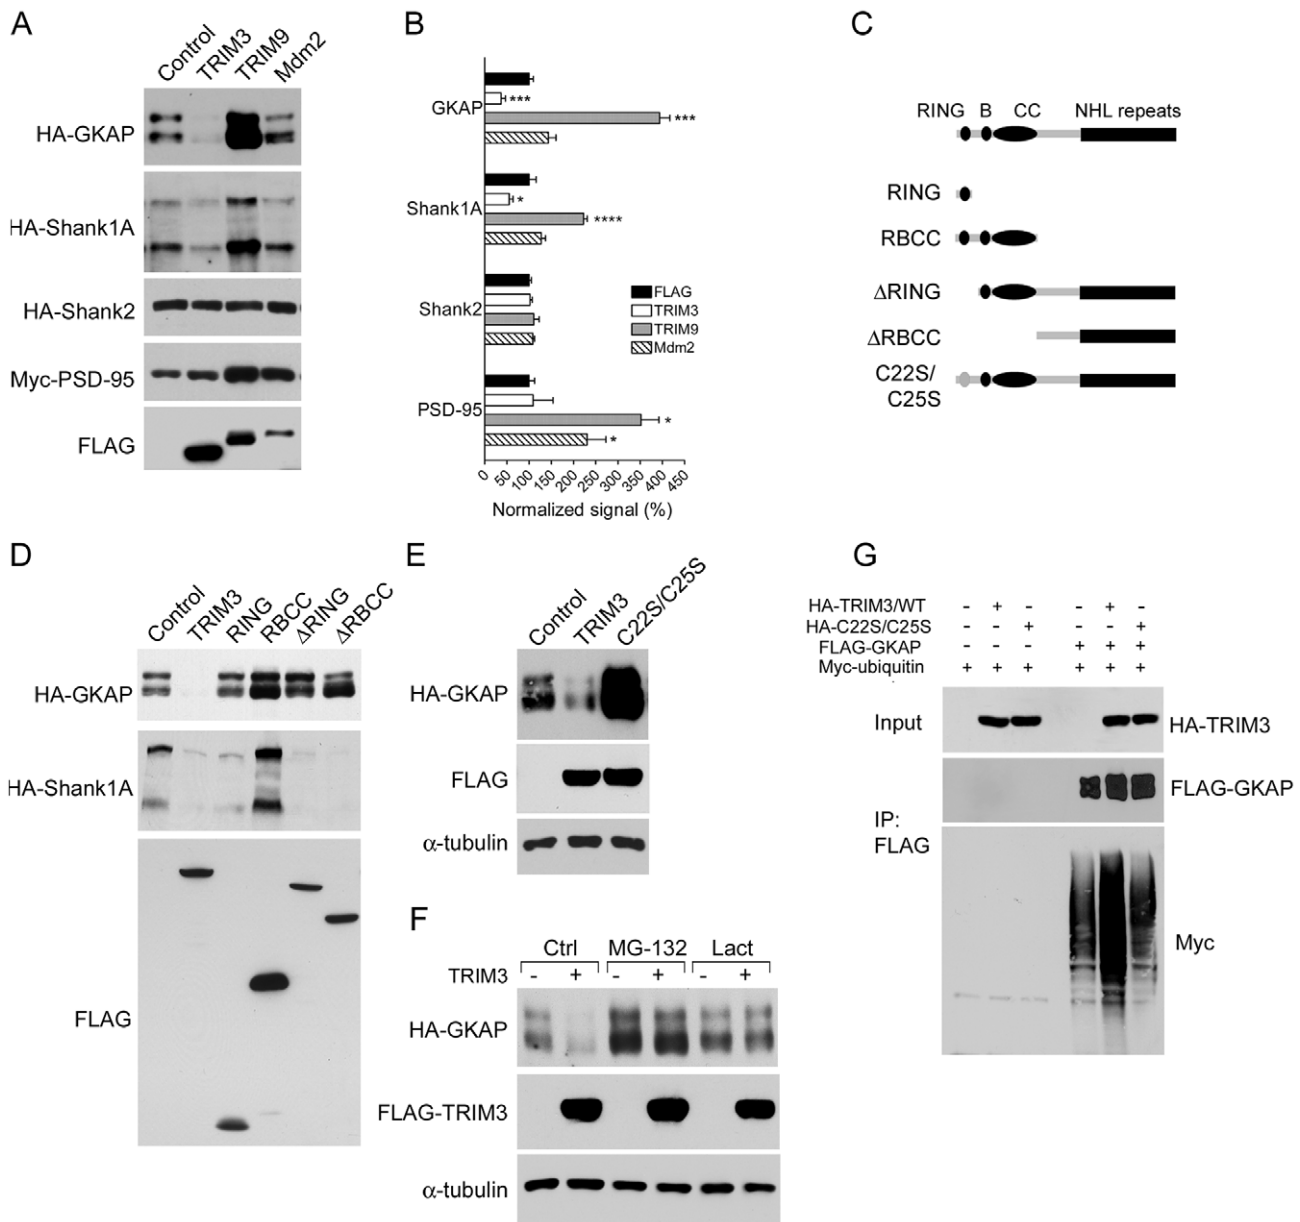 A
Control
TRIM3
TRIM9
Mdm2
HA-GKAP
HA-Shank1A
HA-Shank2
Myc-PSD-95
FLAG
B
GKAP
***
***
Shank1A
*
****
Shank2
PSD-95
*
*
FLAG
TRIM3
TRIM9
Mdm2
0 50 100 150 200 250 300 350 400 450
Normalized signal (%)
C
RING B CC NHL repeats
RING
RBCC
ΔRING
ΔRBCC
C22S/
C25S
D
Control
TRIM3
RING
RBCC
ΔRING
ΔRBCC
HA-GKAP
HA-Shank1A
FLAG
E
Control
TRIM3
C22S/C25S
HA-GKAP
FLAG
α-tubulin
F
Ctrl MG-132 Lact
TRIM3 - + - + - +
HA-GKAP
FLAG-TRIM3
α-tubulin
G
HA-TRIM3/WT - + - - + -
HA-C22S/C25S - - + - - +
FLAG-GKAP - - - + + +
Myc-ubiquitin + + + + + +
Input
HA-TRIM3
FLAG-GKAP
IP:
FLAG
Myc